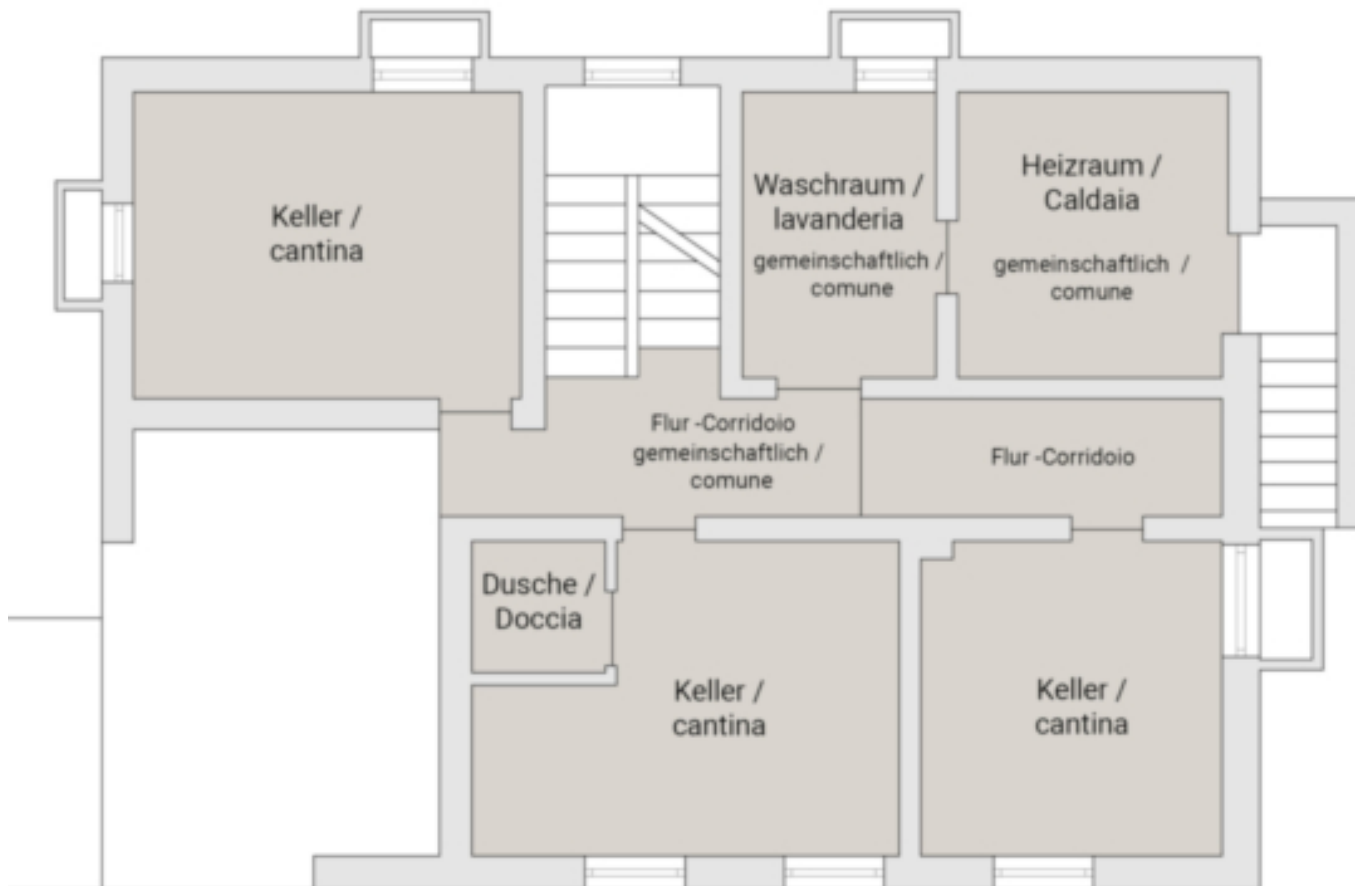 Keller /
cantina
Waschraum /
lavanderia
gemeinschaftlich /
comune
Heizraum /
Caldaia
gemeinschaftlich /
comune
Flur -Corridoio
gemeinschaftlich /
comune
Flur -Corridoio
Dusche /
Doccia
Keller /
cantina
Keller /
cantina